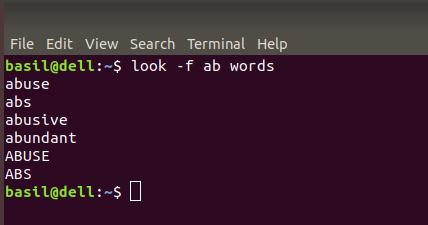 File Edit View Search Terminal Help
basil@dell:~$ look -f ab words
abuse
abs
abusive
abundant
ABUSE
ABS
basil@dell:~$